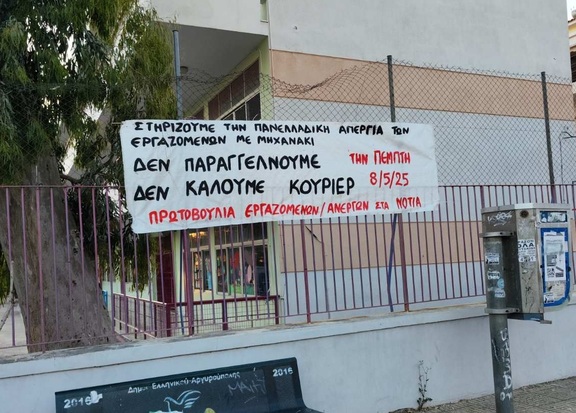 ΣΤΗΡΙΖΟΥΜΕ ΤΗΝ ΠΑΝΕΛΛΑΔΙΚΗ ΑΠΕΡΓΙΑ ΤΩΝ
ΕΡΓΑΖΟΜΕΝΩΝ ΜΕ ΜΗΧΑΝΑΚΙ
ΔΕΝ ΠΑΡΑΓΓΕΛΝΟΥΜΕ ΤΗΝ ΠΕΜΠΤΗ
ΔΕΝ ΚΑΛΟΥΜΕ ΚΟΥΡΙΕΡ 8/5/25
ΠΡΩΤΟΒΟΥΛΙΑ ΕΡΓΑΖΟΜΕΝΩΝ/ΑΝΕΡΓΩΝ ΣΤΑ ΝΟΤΙΑ
ΟΛΑ
2016 Δήμος Ελληνικού Αργυρούπολης 2016